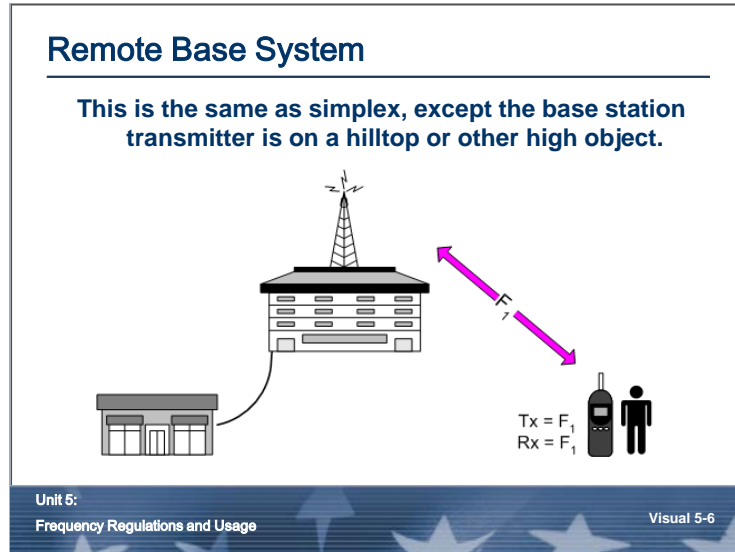 Remote Base System
This is the same as simplex, except the base station
transmitter is on a hilltop or other high object.
F₁
Tx = F₁
Rx = F₁
Unit 5:
Frequency Regulations and Usage
Visual 5-6